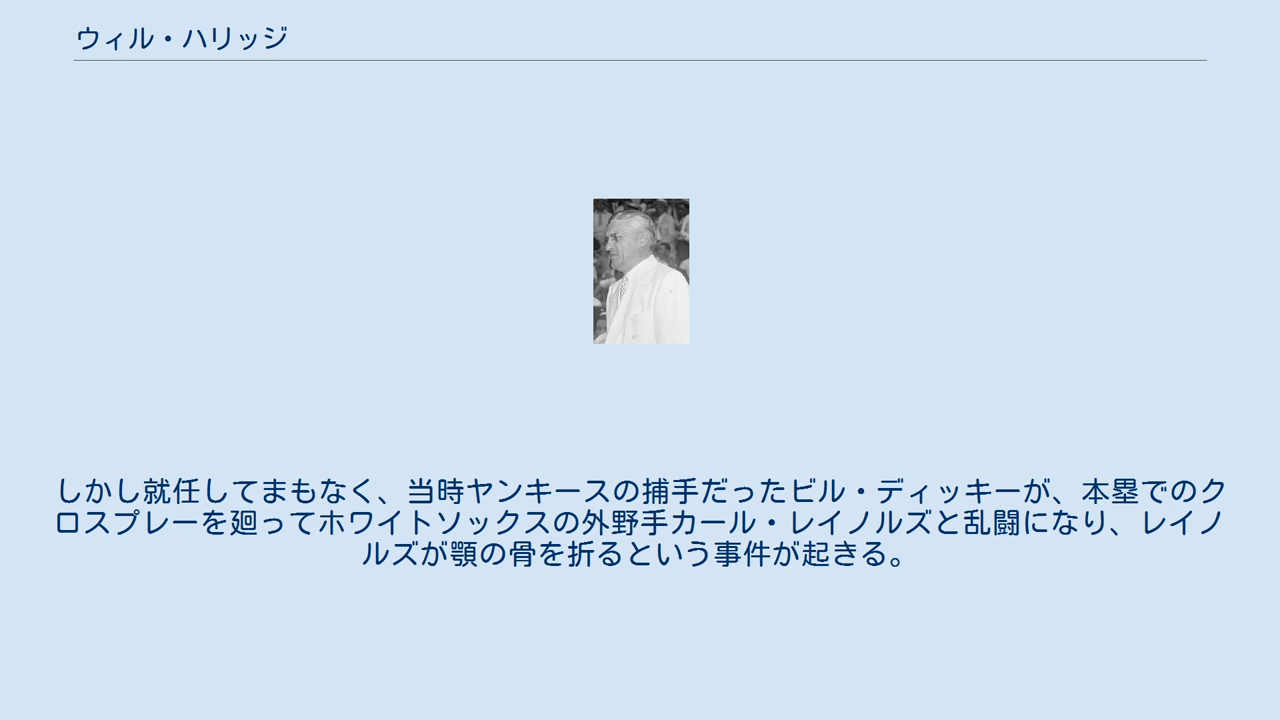 ウィル・ハリッジ
しかし就任してまもなく、当時ヤンキースの捕手だったビル・ディッキーが、本塁でのク
ロスプレーを廻ってホワイトソックスの外野手カール・レイノルズと乱闘になり、レイノ
ルズが顎の骨を折るという事件が起きる。